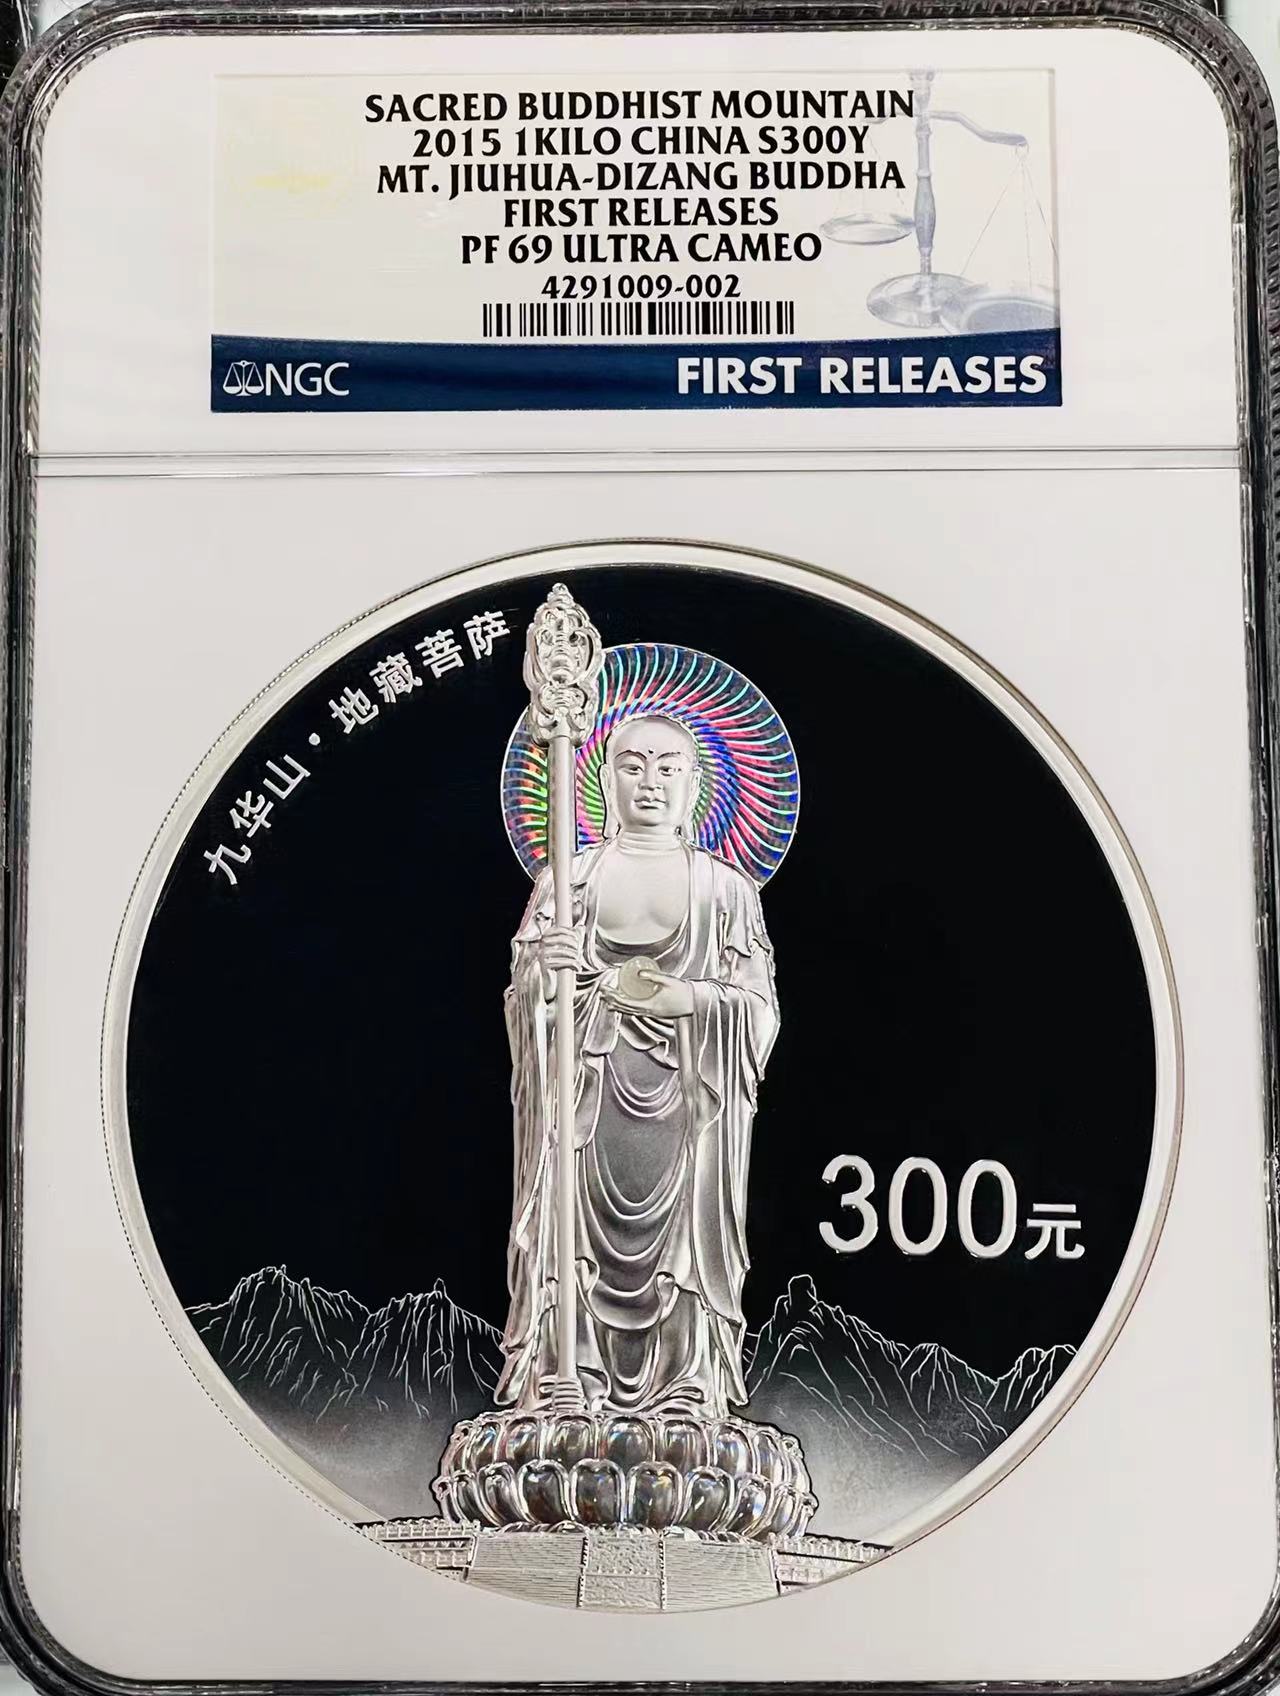 SACRED BUDDHIST MOUNTAIN
2015 1KILO CHINA S300Y
MT. JIUHUA-DIZANG BUDDHA
FIRST RELEASES
PF 69 ULTRA CAMEO
4291009-002
NGC
FIRST RELEASES
九华山·地藏菩萨
300元